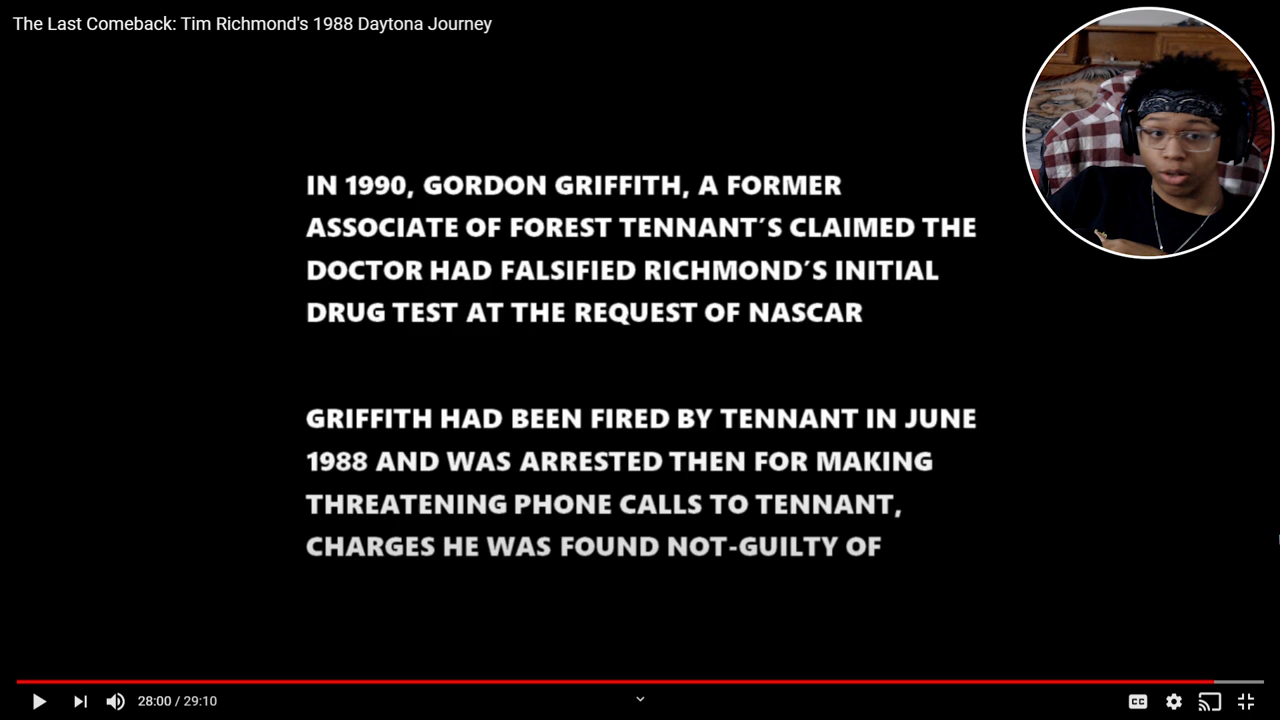 The Last Comeback: Tim Richmond's 1988 Daytona Journey
IN 1990, GORDON GRIFFITH, A FORMER
ASSOCIATE OF FOREST TENNANT´S CLAIMED THE
DOCTOR HAD FALSIFIED RICHMOND´S INITIAL
DRUG TEST AT THE REQUEST OF NASCAR
GRIFFITH HAD BEEN FIRED BY TENNANT IN JUNE
1988 AND WAS ARRESTED THEN FOR MAKING
THREATENING PHONE CALLS TO TENNANT,
CHARGES HE WAS FOUND NOT-GUILTY OF
28:00 / 29:10
CC